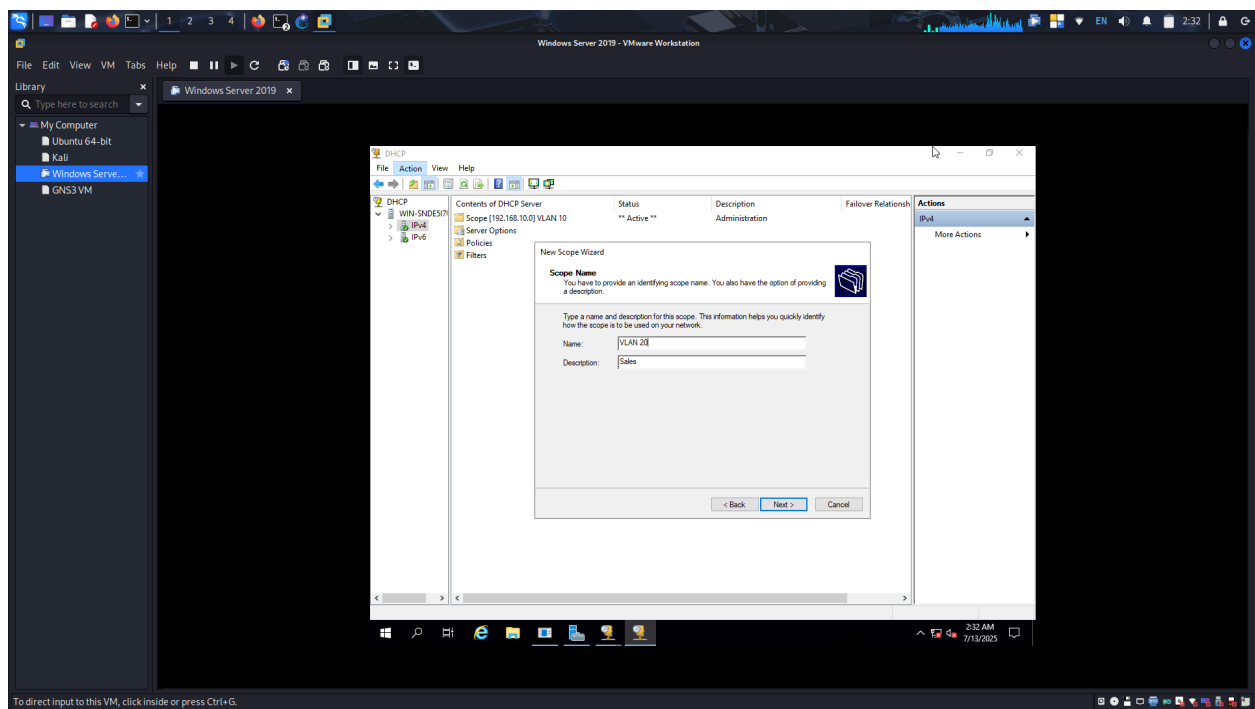 1 2 3 4
EN 2:32
Windows Server 2019 - VMware Workstation
File Edit View VM Tabs Help
Library x
Windows Server 2019 x
Type here to search
My Computer
Ubuntu 64-bit
Kali
Windows Serve...
GNS3 VM
DHCP
File Action View Help
DHCP
WIN-SNDE5I7
IPv4
IPv6
Contents of DHCP Server Status Description Failover Relationsh
Scope [192.168.10.0] VLAN 10 ** Active ** Administration
Server Options
Policies
Filters
Actions
IPv4
More Actions
New Scope Wizard
Scope Name
You have to provide an identifying scope name. You also have the option of providing
a description.
Type a name and description for this scope. This information helps you quickly identify
how the scope is to be used on your network.
Name: VLAN 20
Description: Sales
< Back Next > Cancel
2:32 AM
7/13/2025
To direct input to this VM, click inside or press Ctrl+G.